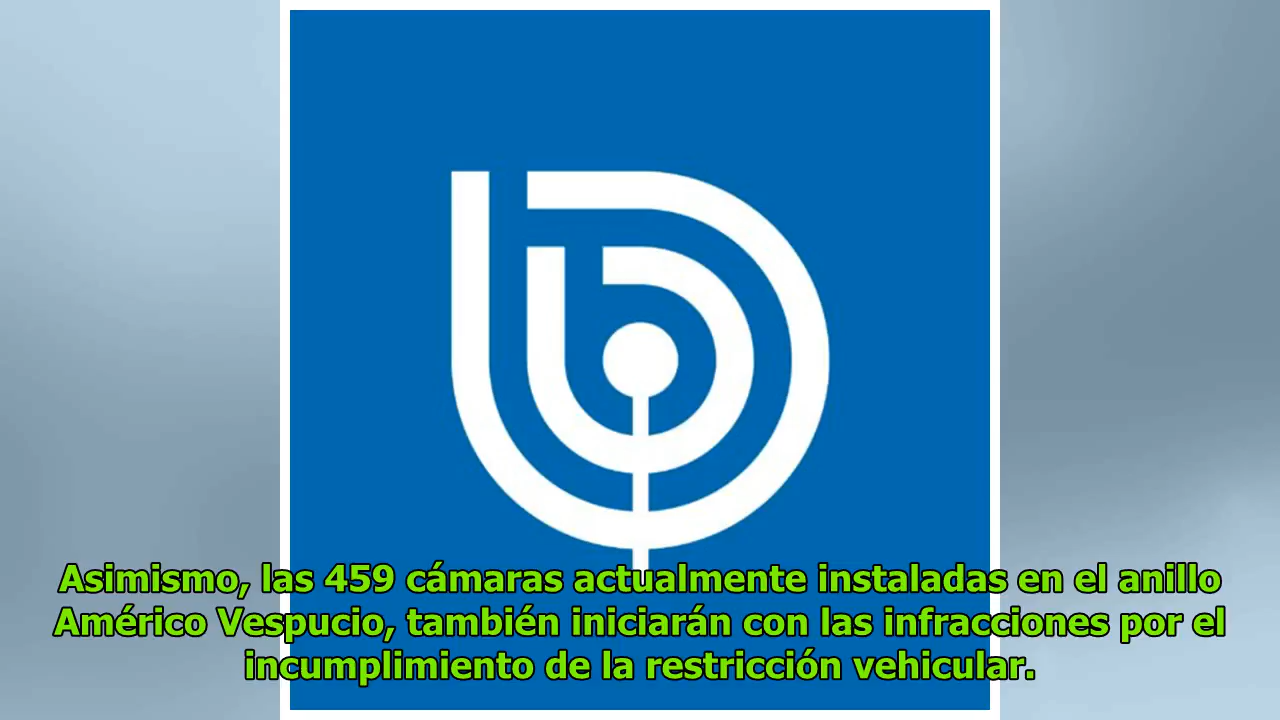 Asimismo, las 459 cámaras actualmente instaladas en el anillo
Américo Vespucio, también iniciarán con las infracciones por el
incumplimiento de la restricción vehicular.